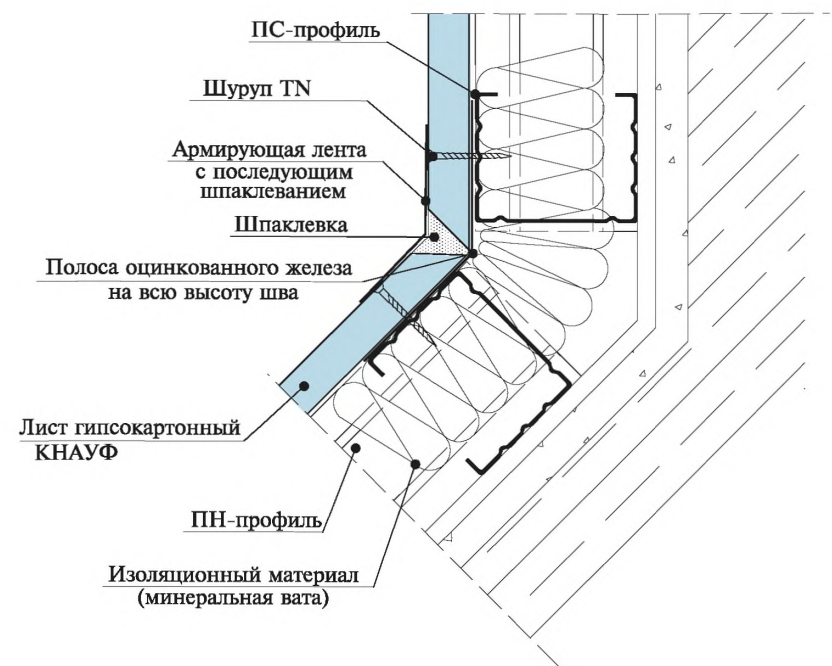 ПС-профиль
Шуруп TN
Армирующая лента
с последующим
шпаклеванием
Шпаклевка
Полоса оцинкованного железа
на всю высоту шва
Лист гипсокартонный
КНАУФ
ПН-профиль
Изоляционный материал
(минеральная вата)